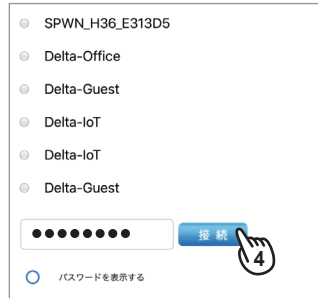 SPWN_H36_E313D5
Delta-Office
Delta-Guest
Delta-IoT
Delta-IoT
Delta-Guest
●●●●●●●● 接 続
4
パスワードを表示する